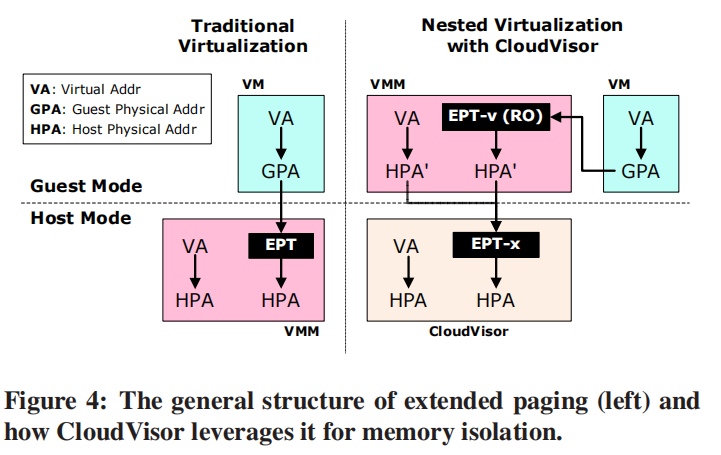 Traditional
Virtualization
Nested Virtualization
with CloudVisor
VA: Virtual Addr
GPA: Guest Physical Addr
HPA: Host Physical Addr
VM
VA
GPA
VMM
VA
EPT-v (RO)
HPA'
HPA'
VM
VA
GPA
Guest Mode
Host Mode
VA
EPT
HPA
HPA
VMM
VA
EPT-x
HPA
HPA
CloudVisor
Figure 4: The general structure of extended paging (left) and
how CloudVisor leverages it for memory isolation.